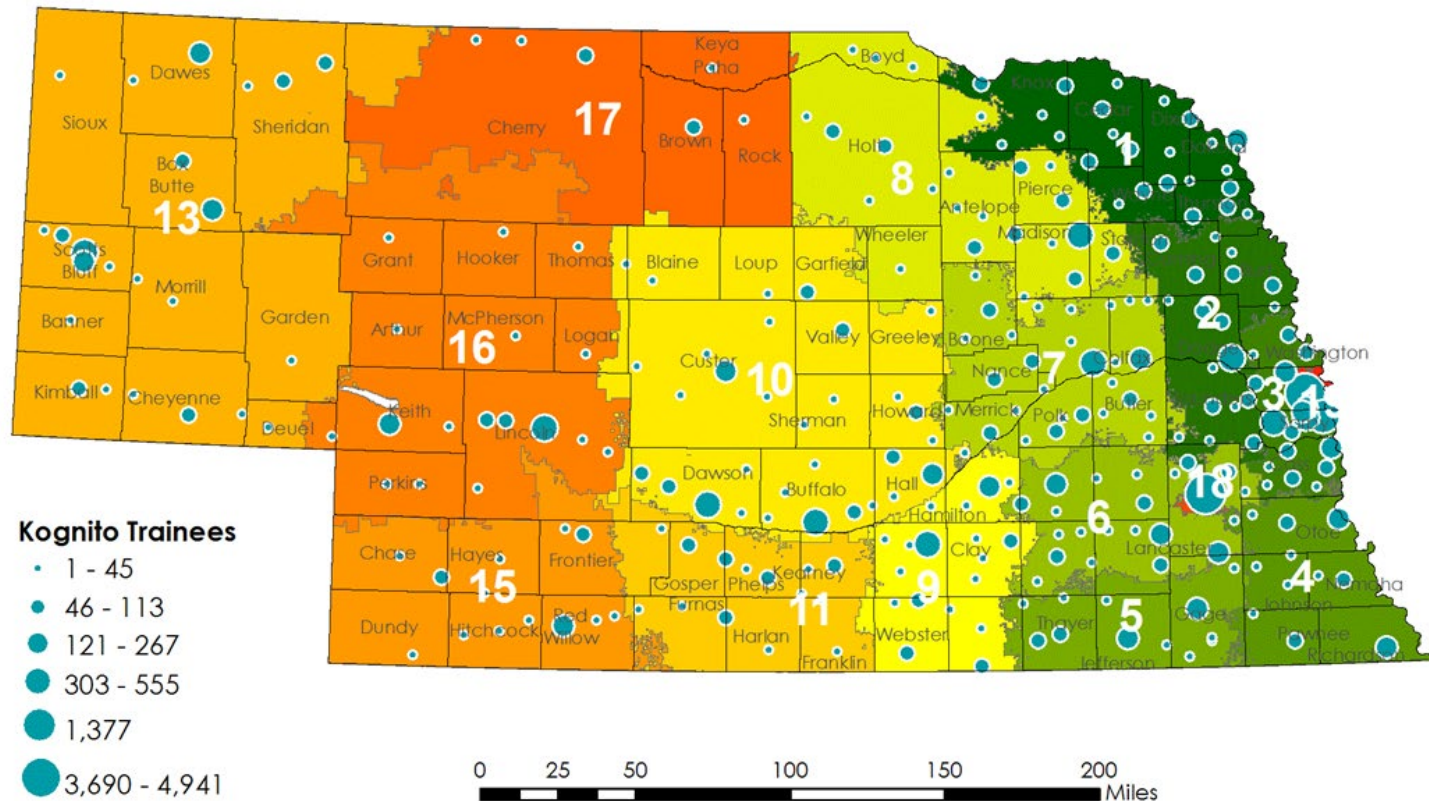 Keya
Paha
Boyd
Dawes
Knox
Cedar
Sioux
Sheridan
Cherry
17
Brown
Rock
Holt
1
Box
Butte
8
Pierce
13
Antelope
Scotts
Bluff
Grant
Hooker
Thomas
Blaine
Loup
Garfield
Wheeler
Madison
Morrill
Banner
Garden
Arthur
McPherson
16
Logan
Valley
Greeley
Boone
2
Washington
Custer
10
Nance
7
Colfax
Kimball
Cheyenne
Keith
Lincoln
Sherman
Howard
Merrick
Polk
Butler
3
Deuel
Perkins
Dawson
Buffalo
Hall
18
Hamilton
6
Kognito Trainees
1 - 45
46 - 113
121 - 267
303 - 555
1,377
3,690 - 4,941
Chase
Hayes
Frontier
Gosper
Phelps
Kearney
Clay
Lancaster
Otoe
15
9
4
Nemaha
Johnson
Dundy
Hitchcock
Red
Willow
Furnas
Harlan
11
Franklin
Webster
Thayer
5
Jefferson
Gage
Pawnee
Richardson
0 25 50 100 150 200
Miles